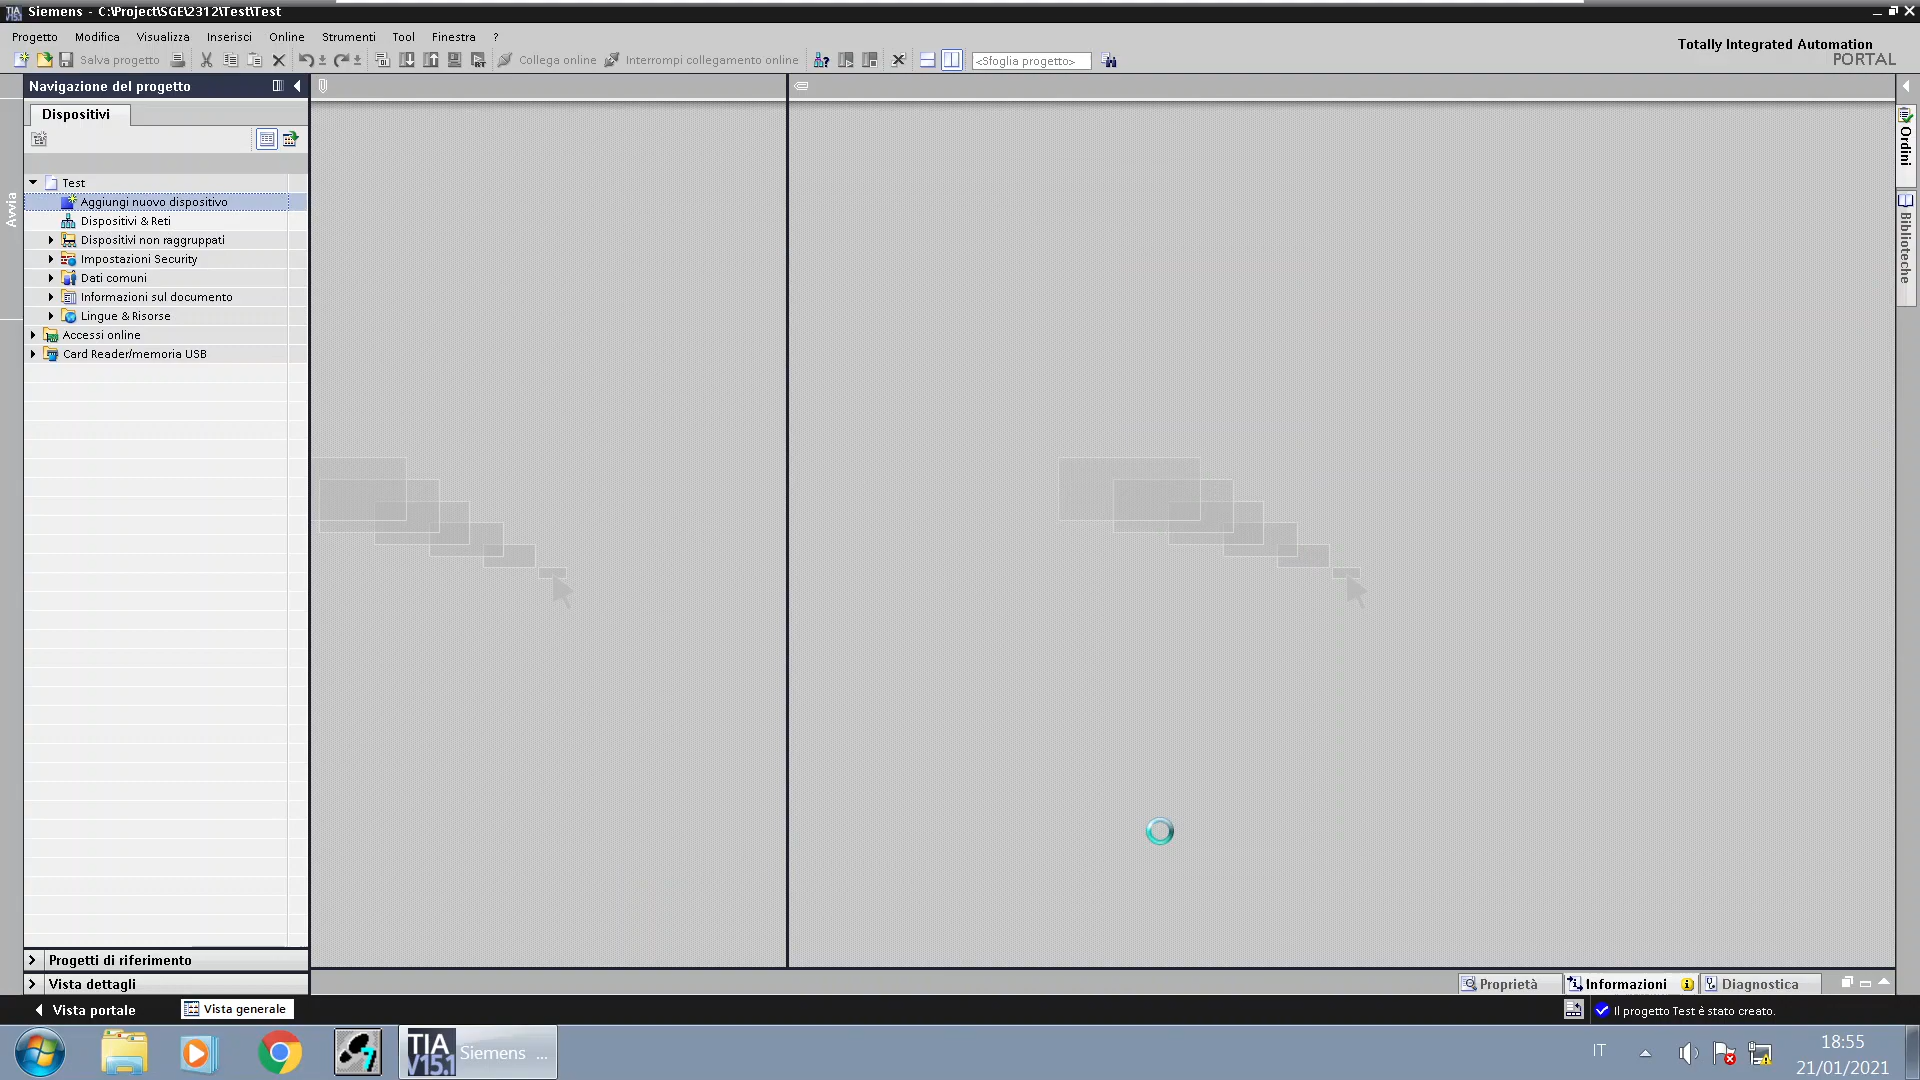 Siemens - C:\Project\SGE\2312\Test\Test
Progetto Modifica Visualizza Inserisci Online Strumenti Tool Finestra ?
Totally Integrated Automation
PORTAL
Salva progetto Collega online Interrompi collegamento online <Sfoglia progetto>
Navigazione del progetto
Dispositivi
Avvia
Test
Aggiungi nuovo dispositivo
Dispositivi & Reti
Dispositivi non raggruppati
Impostazioni Security
Dati comuni
Informazioni sul documento
Lingue & Risorse
Accessi online
Card Reader/memoria USB
Ordini
Biblioteche
Progetti di riferimento
Vista dettagli
Proprietà Informazioni Diagnostica
Vista portale Vista generale
Il progetto Test è stato creato.
TIA V15.1 Siemens ...
IT
18:55
21/01/2021